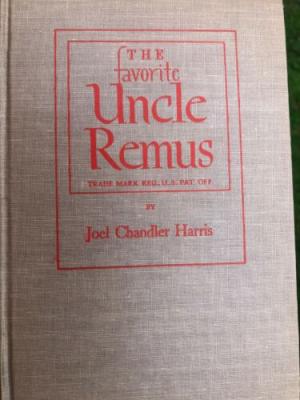 THE
favorite
Uncle
Remus
TRADE MARK REG. U.S. PAT. OFF.
BY
Joel Chandler Harris